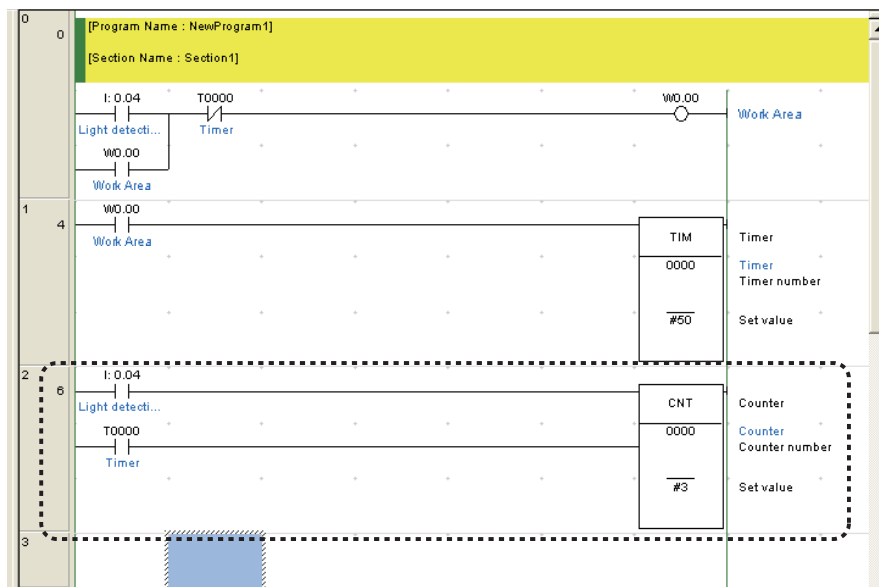 0
0
[Program Name : NewProgram1]
[Section Name : Section1]
I: 0.04 T0000 W0.00
Work Area
Light detecti... Timer
W0.00
Work Area
1
4
W0.00
Work Area
TIM Timer
0000 Timer
Timer number
#50 Set value
2
6
I: 0.04
Light detecti...
CNT Counter
T0000 0000 Counter
Counter number
Timer
#3 Set value
3